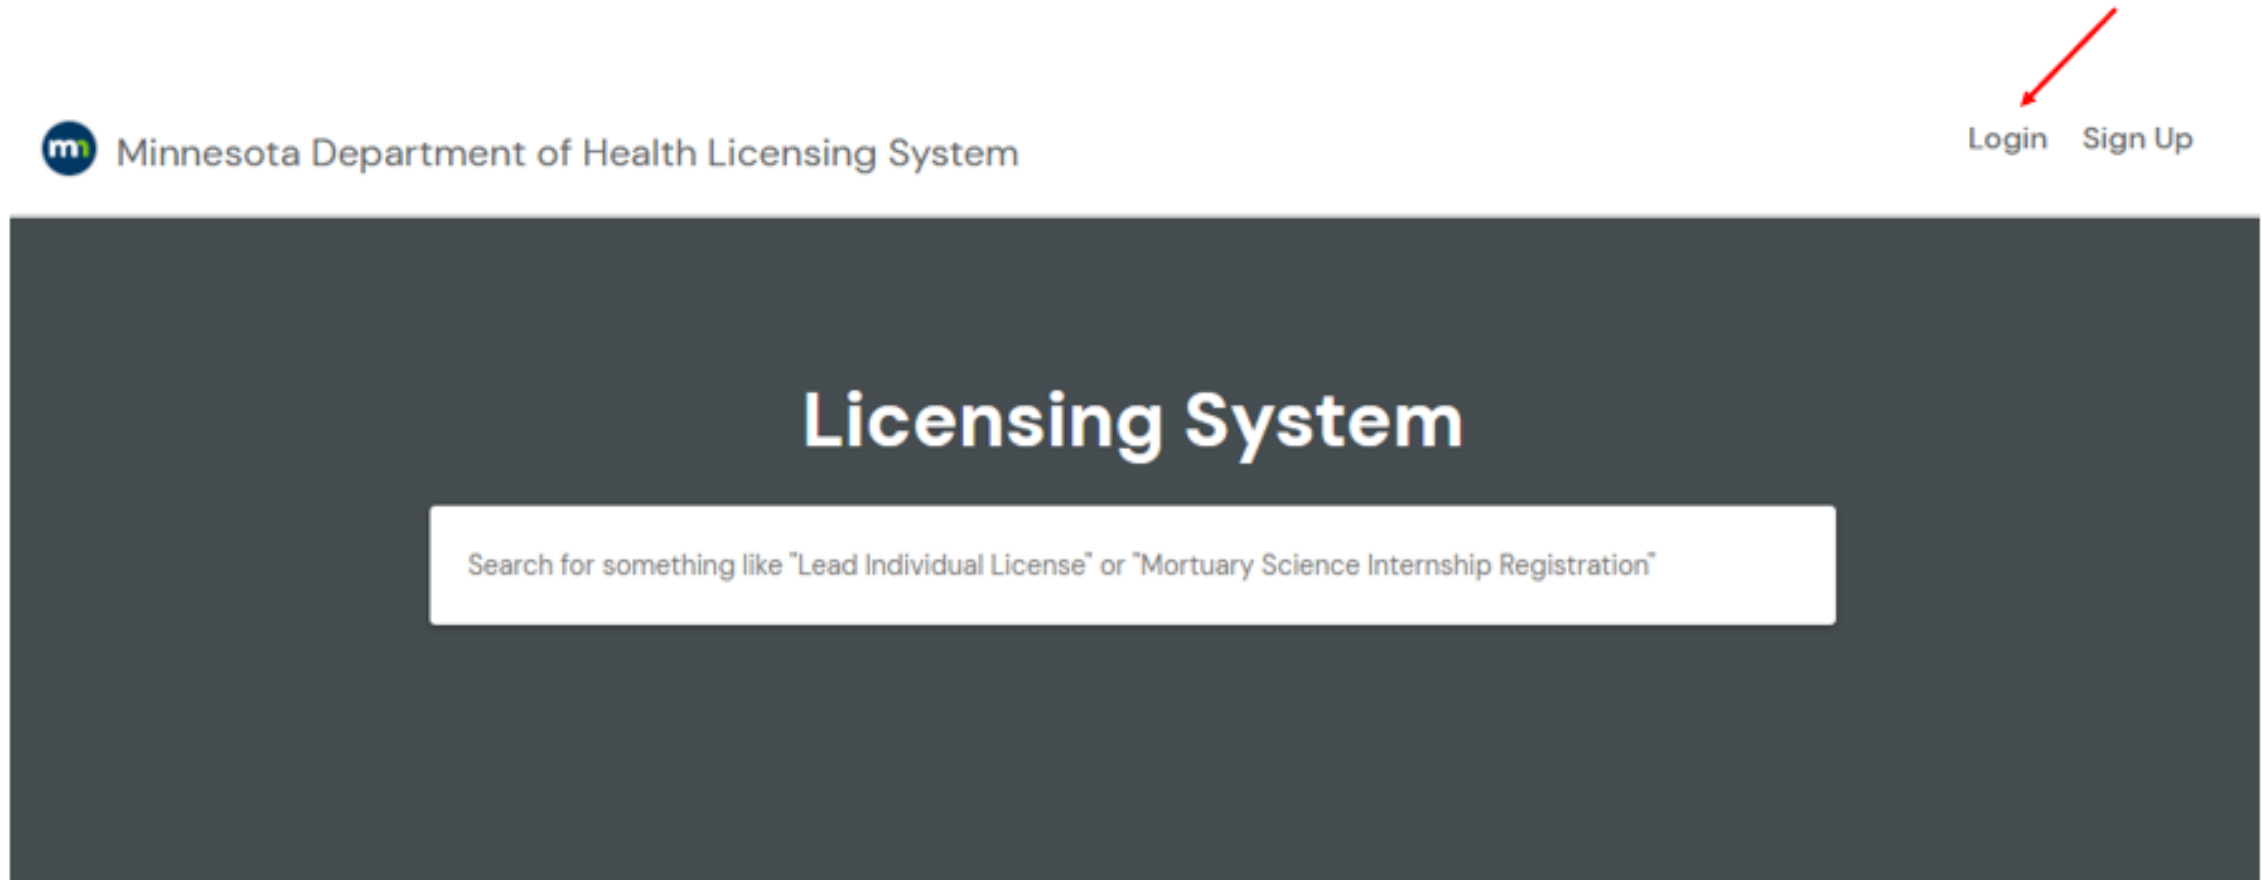 mn Minnesota Department of Health Licensing System
Login Sign Up
Licensing System
Search for something like "Lead Individual License" or "Mortuary Science Internship Registration"